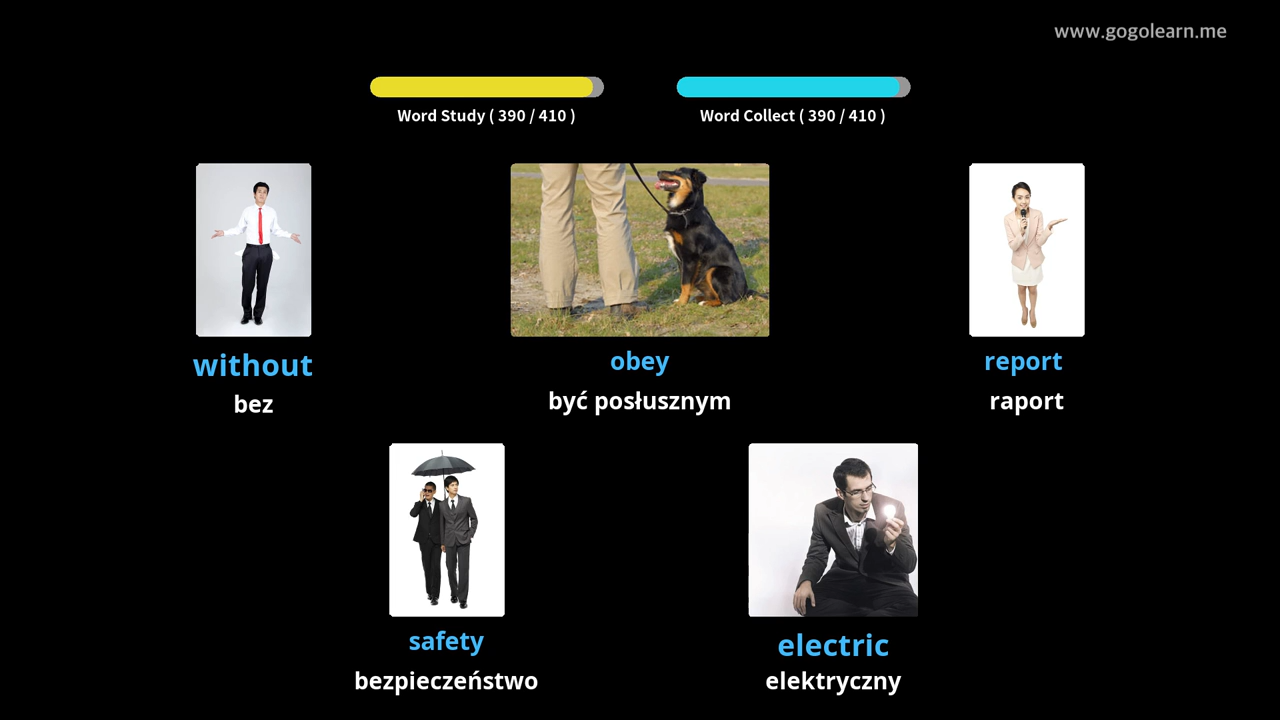 www.gogolearn.me
Word Study ( 390 / 410 )
Word Collect ( 390 / 410 )
without
bez
obey
być posłusznym
report
raport
safety
bezpieczeństwo
electric
elektryczny